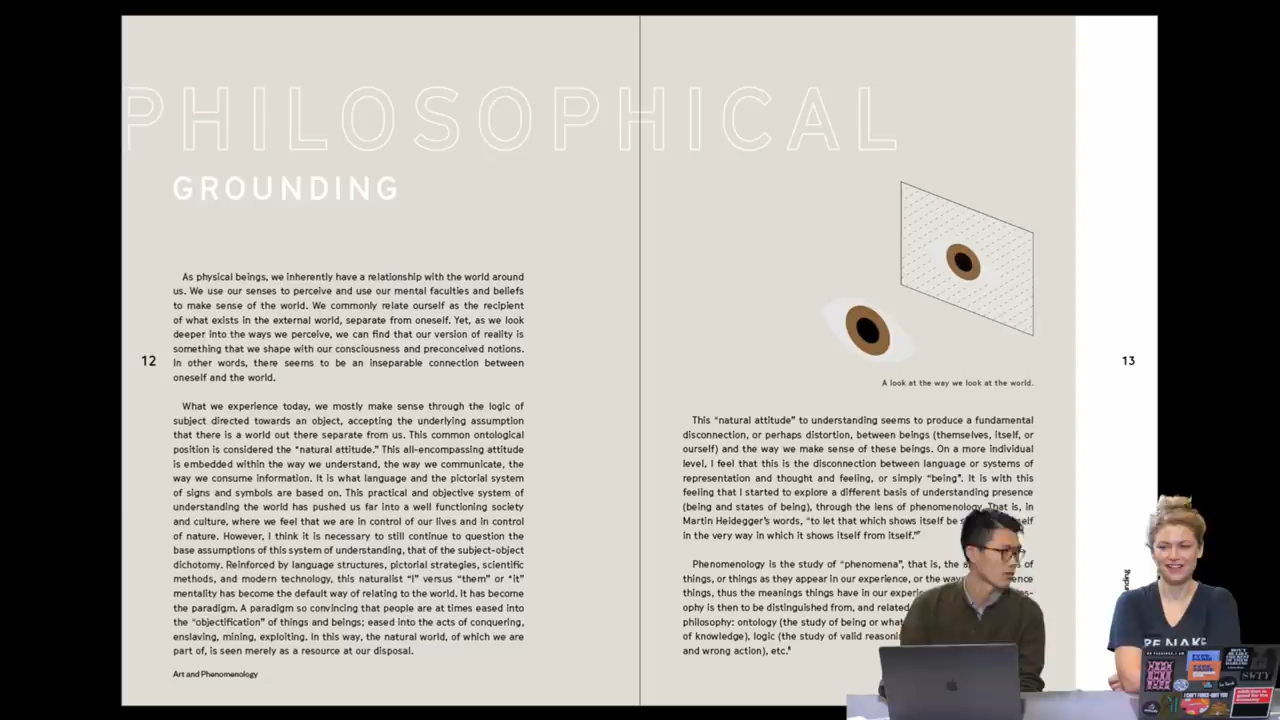 PHILOSOPHICAL
GROUNDING
As physical beings, we inherently have a relationship with the world around
us. We use our senses to perceive and use our mental faculties and beliefs
to make sense of the world. We commonly relate ourself as the recipient
of what exists in the external world, separate from oneself. Yet, as we look
deeper into the ways we perceive, we can find that our version of reality is
something that we shape with our consciousness and preconceived notions.
In other words, there seems to be an inseparable connection between
oneself and the world.
12
What we experience today, we mostly make sense through the logic of
subject directed towards an object, accepting the underlying assumption
that there is a world out there separate from us. This common ontological
position is considered the “natural attitude.” This all-encompassing attitude
is embedded within the way we understand, the way we communicate, the
way we consume information. It is what language and the pictorial system
of signs and symbols are based on. This practical and objective system of
understanding the world has pushed us far into a well functioning society
and culture, where we feel that we are in control of our lives and in control
of nature. However, I think it is necessary to still continue to question the
base assumptions of this system of understanding, that of the subject-object
dichotomy. Reinforced by language structures, pictorial strategies, scientific
methods, and modern technology, this naturalist “I” versus “them” or “it”
mentality has become the default way of relating to the world. It has become
the paradigm. A paradigm so convincing that people are at times eased into
the “objectification” of things and beings; eased into the acts of conquering,
enslaving, mining, exploiting. In this way, the natural world, of which we are
part of, is seen merely as a resource at our disposal.
Art and Phenomenology
A look at the way we look at the world.
13
This “natural attitude” to understanding seems to produce a fundamental
disconnection, or perhaps distortion, between beings (themselves, itself, or
ourself) and the way we make sense of these beings. On a more individual
level, I feel that this is the disconnection between language or systems of
representation and thought and feeling, or simply “being”. It is with this
feeling that I started to explore a different basis of understanding presence
(being and states of being), through the lens of phenomenology. That is, in
Martin Heidegger’s words, “to let that which shows itself be
in the very way in which it shows itself from itself.”
Phenomenology is the study of “phenomena”, that is, the of
things, or things as they appear in our experience, or the
things, thus the meanings things have in our
ophy is then to be distinguished from, and related
philosophy: ontology (the study of being or what
of knowledge), logic (the study of valid
and wrong action), etc.